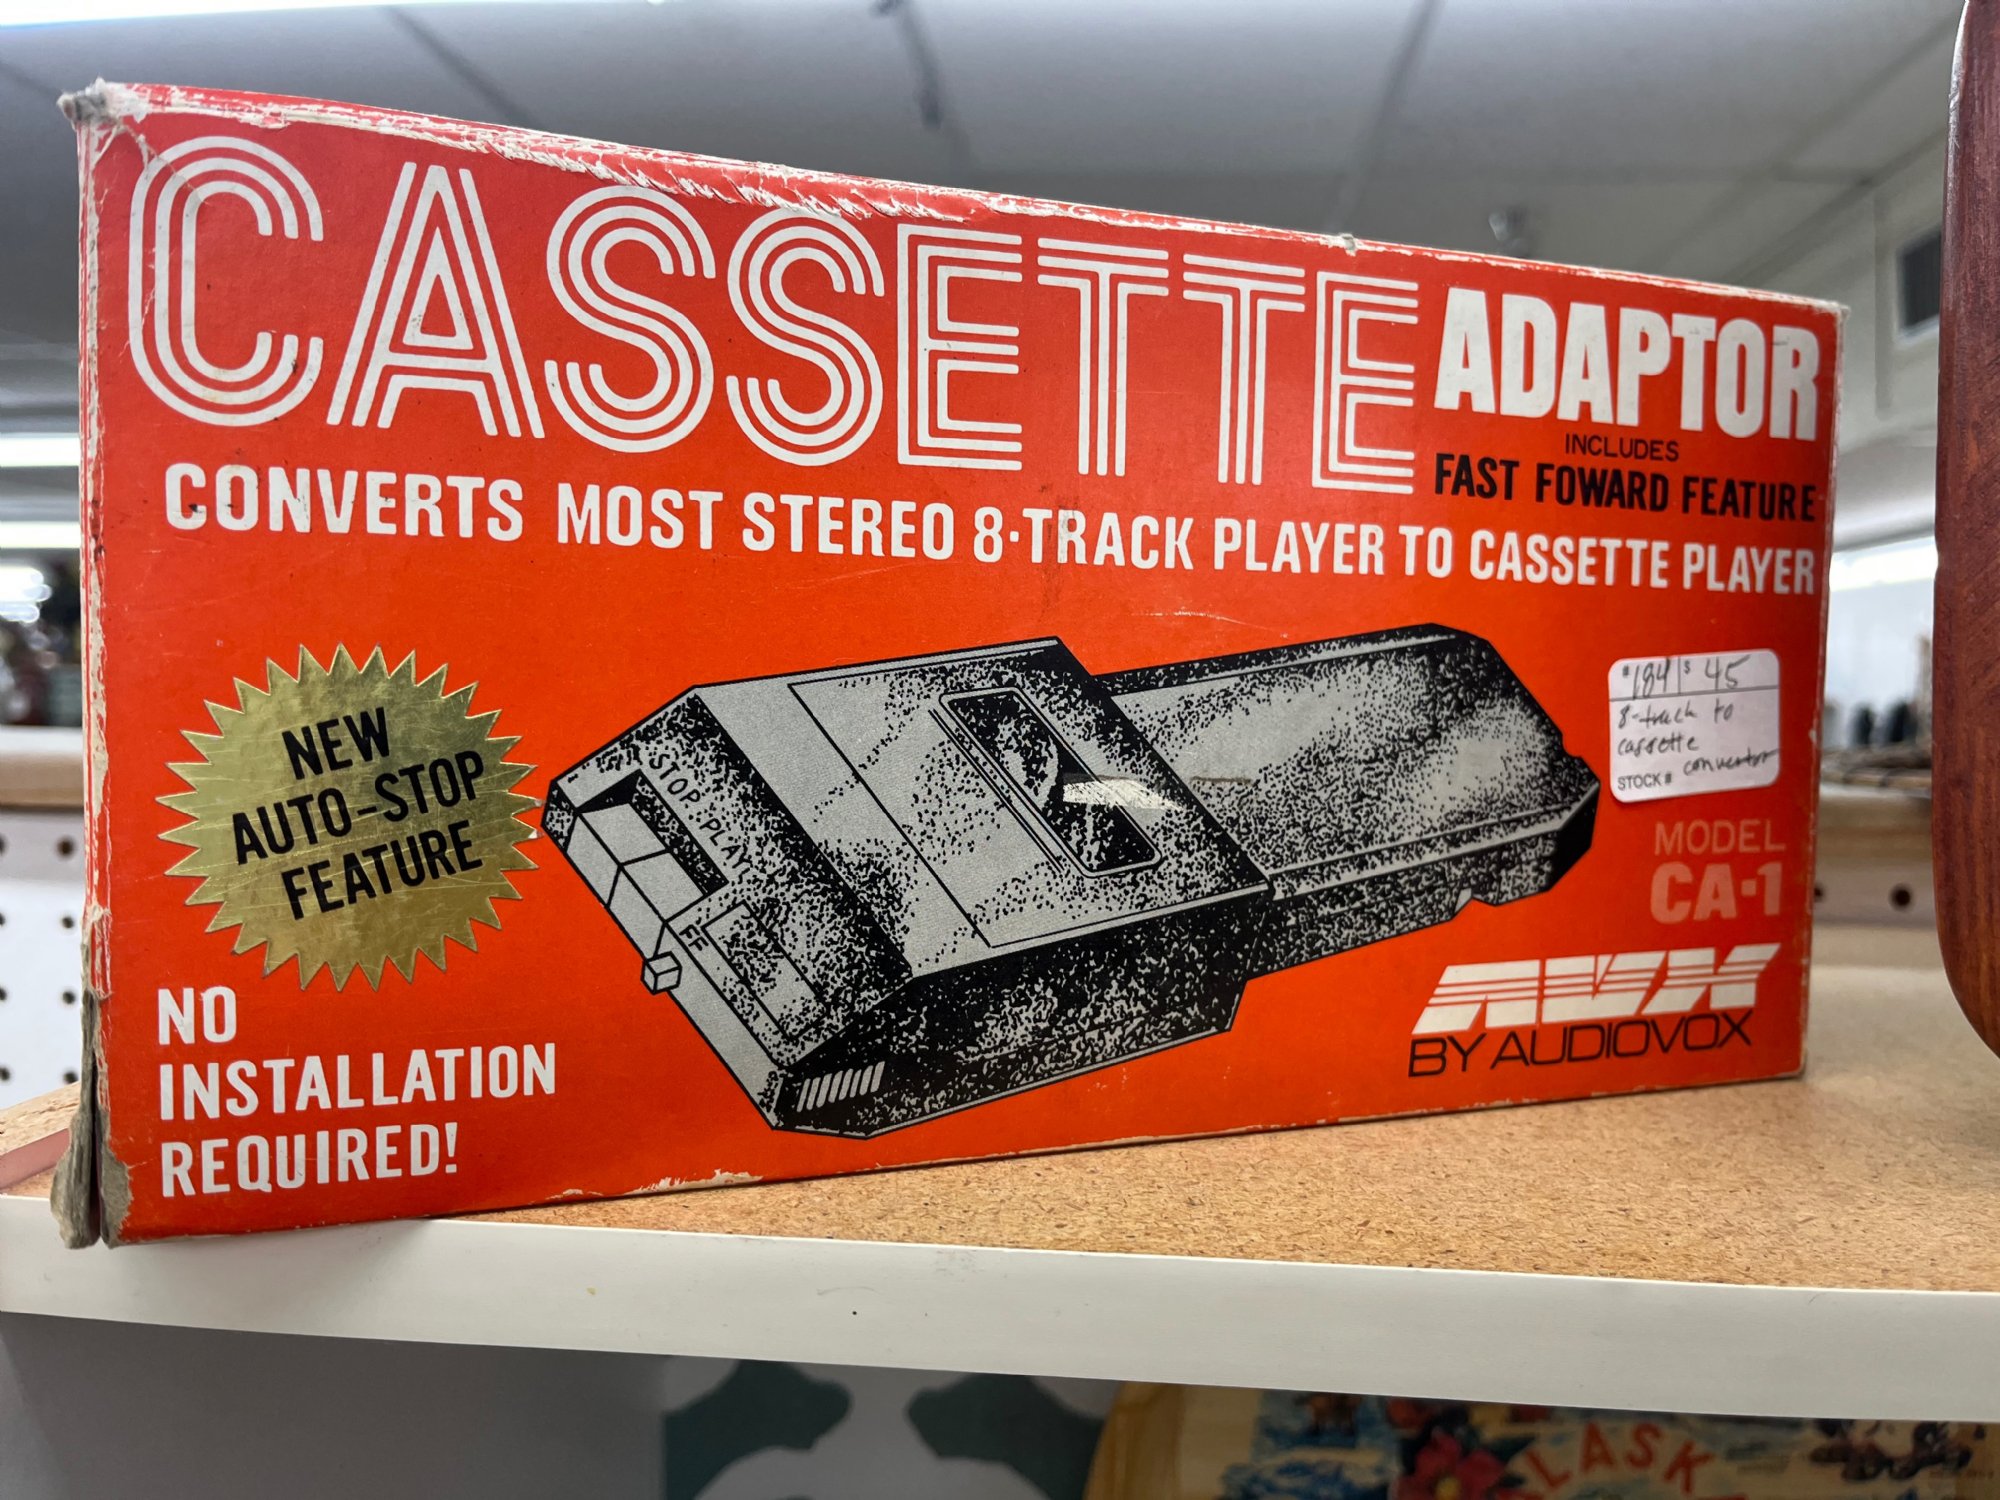 CASSETTE ADAPTOR
INCLUDES
FAST FOWARD FEATURE
CONVERTS MOST STEREO 8-TRACK PLAYER TO CASSETTE PLAYER
NEW
AUTO-STOP
FEATURE
STOP PLAY
FF
#184 $45
8-track to
cassette
convertor
STOCK#
MODEL
CA-1
NO
INSTALLATION
REQUIRED!
AVX
BY AUDIOVOX
LASK